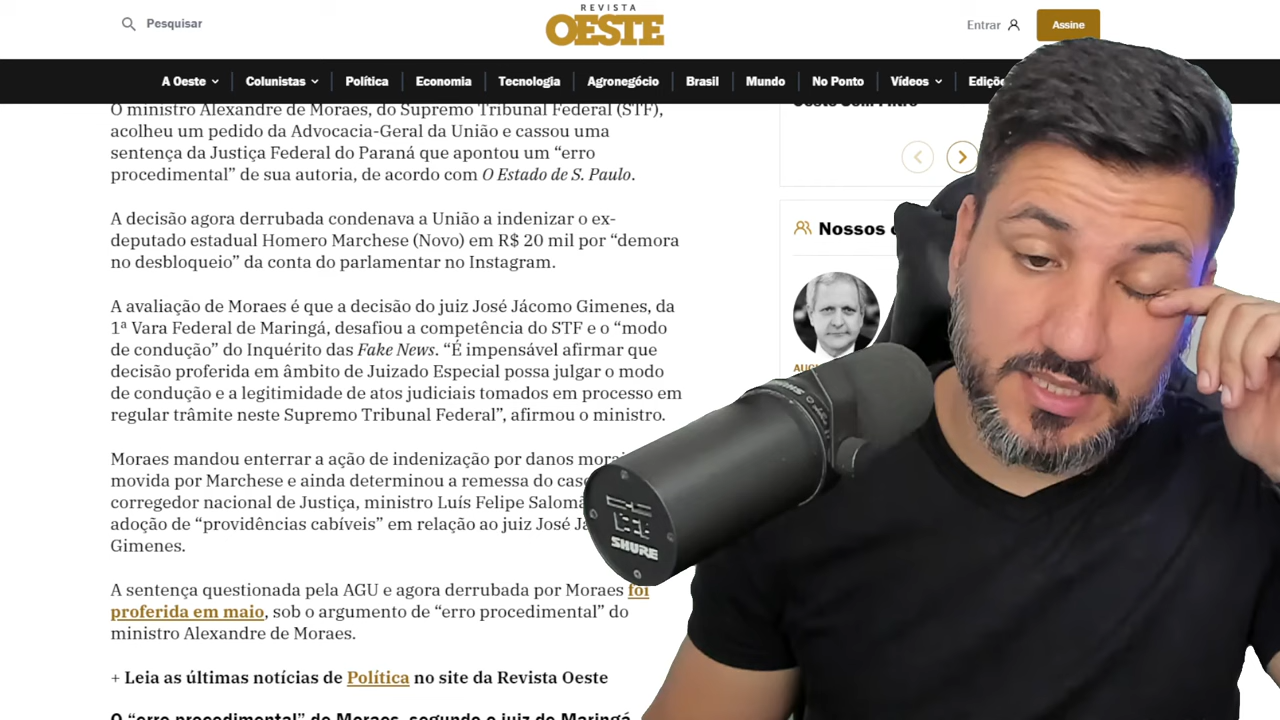 REVISTA
OESTE
Pesquisar
Entrar
Assine
A Oeste
Colunistas
Política
Economia
Tecnologia
Agronegócio
Brasil
Mundo
No Ponto
Vídeos
O ministro Alexandre de Moraes, do Supremo Tribunal Federal (STF),
acolheu um pedido da Advocacia-Geral da União e cassou uma
sentença da Justiça Federal do Paraná que apontou um “erro
procedimental” de sua autoria, de acordo com O Estado de S. Paulo.
A decisão agora derrubada condenava a União a indenizar o ex-
deputado estadual Homero Marchese (Novo) em R$ 20 mil por “demora
no desbloqueio” da conta do parlamentar no Instagram.
A avaliação de Moraes é que a decisão do juiz José Jácomo Gimenes, da
1ª Vara Federal de Maringá, desafiou a competência do STF e o “modo
de condução” do Inquérito das Fake News. “É impensável afirmar que
decisão proferida em âmbito de Juizado Especial possa julgar o modo
de condução e a legitimidade de atos judiciais tomados em processo em
regular trâmite neste Supremo Tribunal Federal”, afirmou o ministro.
Moraes mandou enterrar a ação de indenização por danos
movida por Marchese e ainda determinou a remessa do
corregedor nacional de Justiça, ministro Luís Felipe
adoção de “providências cabíveis” em relação ao juiz José
Gimenes.
A sentença questionada pela AGU e agora derrubada por Moraes foi
proferida em maio, sob o argumento de “erro procedimental” do
ministro Alexandre de Moraes.
+ Leia as últimas notícias de Política no site da Revista Oeste
O “erro procedimental” de Moraes, segundo o juiz de Maringá
Nossos
SHURE